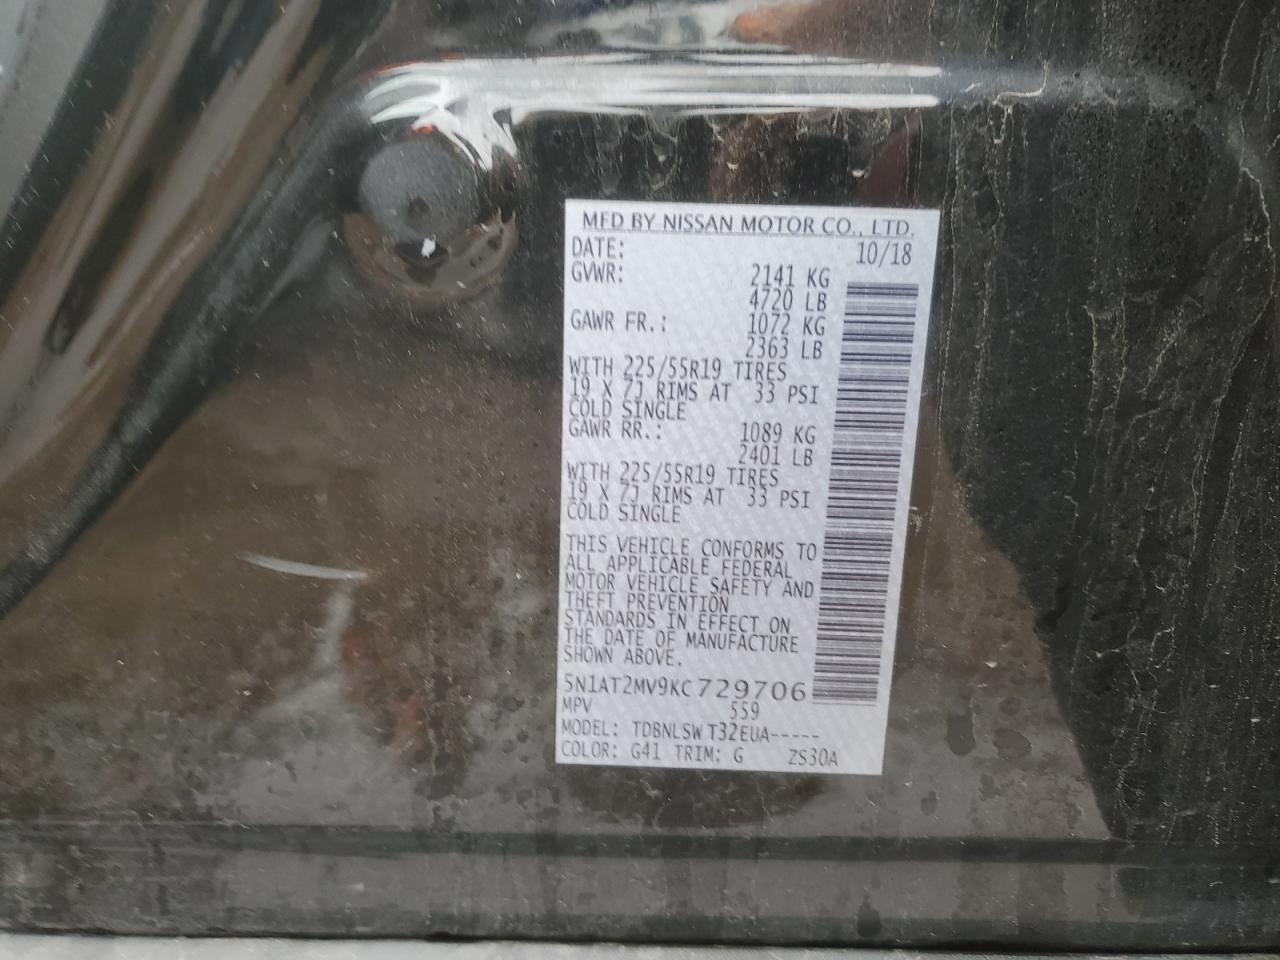 MFD BY NISSAN MOTOR CO., LTD.
DATE: 10/18
GVWR: 2141 KG
4720 LB
GAWR FR.: 1072 KG
2363 LB
WITH 225/55R19 TIRES
19 X 7J RIMS AT 33 PSI
COLD SINGLE
GAWR RR.: 1089 KG
2401 LB
WITH 225/55R19 TIRES
19 X 7J RIMS AT 33 PSI
COLD SINGLE
THIS VEHICLE CONFORMS TO
ALL APPLICABLE FEDERAL
MOTOR VEHICLE SAFETY AND
THEFT PREVENTION
STANDARDS IN EFFECT ON
THE DATE OF MANUFACTURE
SHOWN ABOVE.
5N1AT2MV9KC729706
MPV 559
MODEL: TDBNLSW T32EUA-----
COLOR: G41 TRIM: G ZS30A